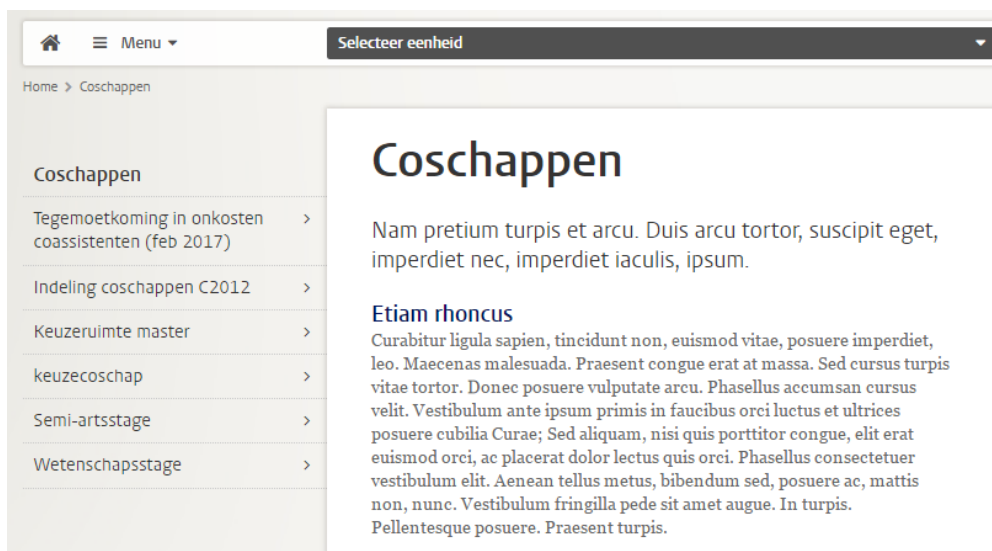 Menu
Selecteer eenheid
Home > Coschappen
Coschappen
Tegemoetkoming in onkosten
coassistenten (feb 2017)
Indeling coschappen C2012
Keuzeruimte master
keuzecoschap
Semi-artsstage
Wetenschapsstage
Coschappen
Nam pretium turpis et arcu. Duis arcu tortor, suscipit eget,
imperdiet nec, imperdiet iaculis, ipsum.
Etiam rhoncus
Curabitur ligula sapien, tincidunt non, euismod vitae, posuere imperdiet,
leo. Maecenas malesuada. Praesent congue erat at massa. Sed cursus turpis
vitae tortor. Donec posuere vulputate arcu. Phasellus accumsan cursus
velit. Vestibulum ante ipsum primis in faucibus orci luctus et ultrices
posuere cubilia Curae; Sed aliquam, nisi quis porttitor congue, elit erat
euismod orci, ac placerat dolor lectus quis orci. Phasellus consectetuer
vestibulum elit. Aenean tellus metus, bibendum sed, posuere ac, mattis
non, nunc. Vestibulum fringilla pede sit amet augue. In turpis.
Pellentesque posuere. Praesent turpis.